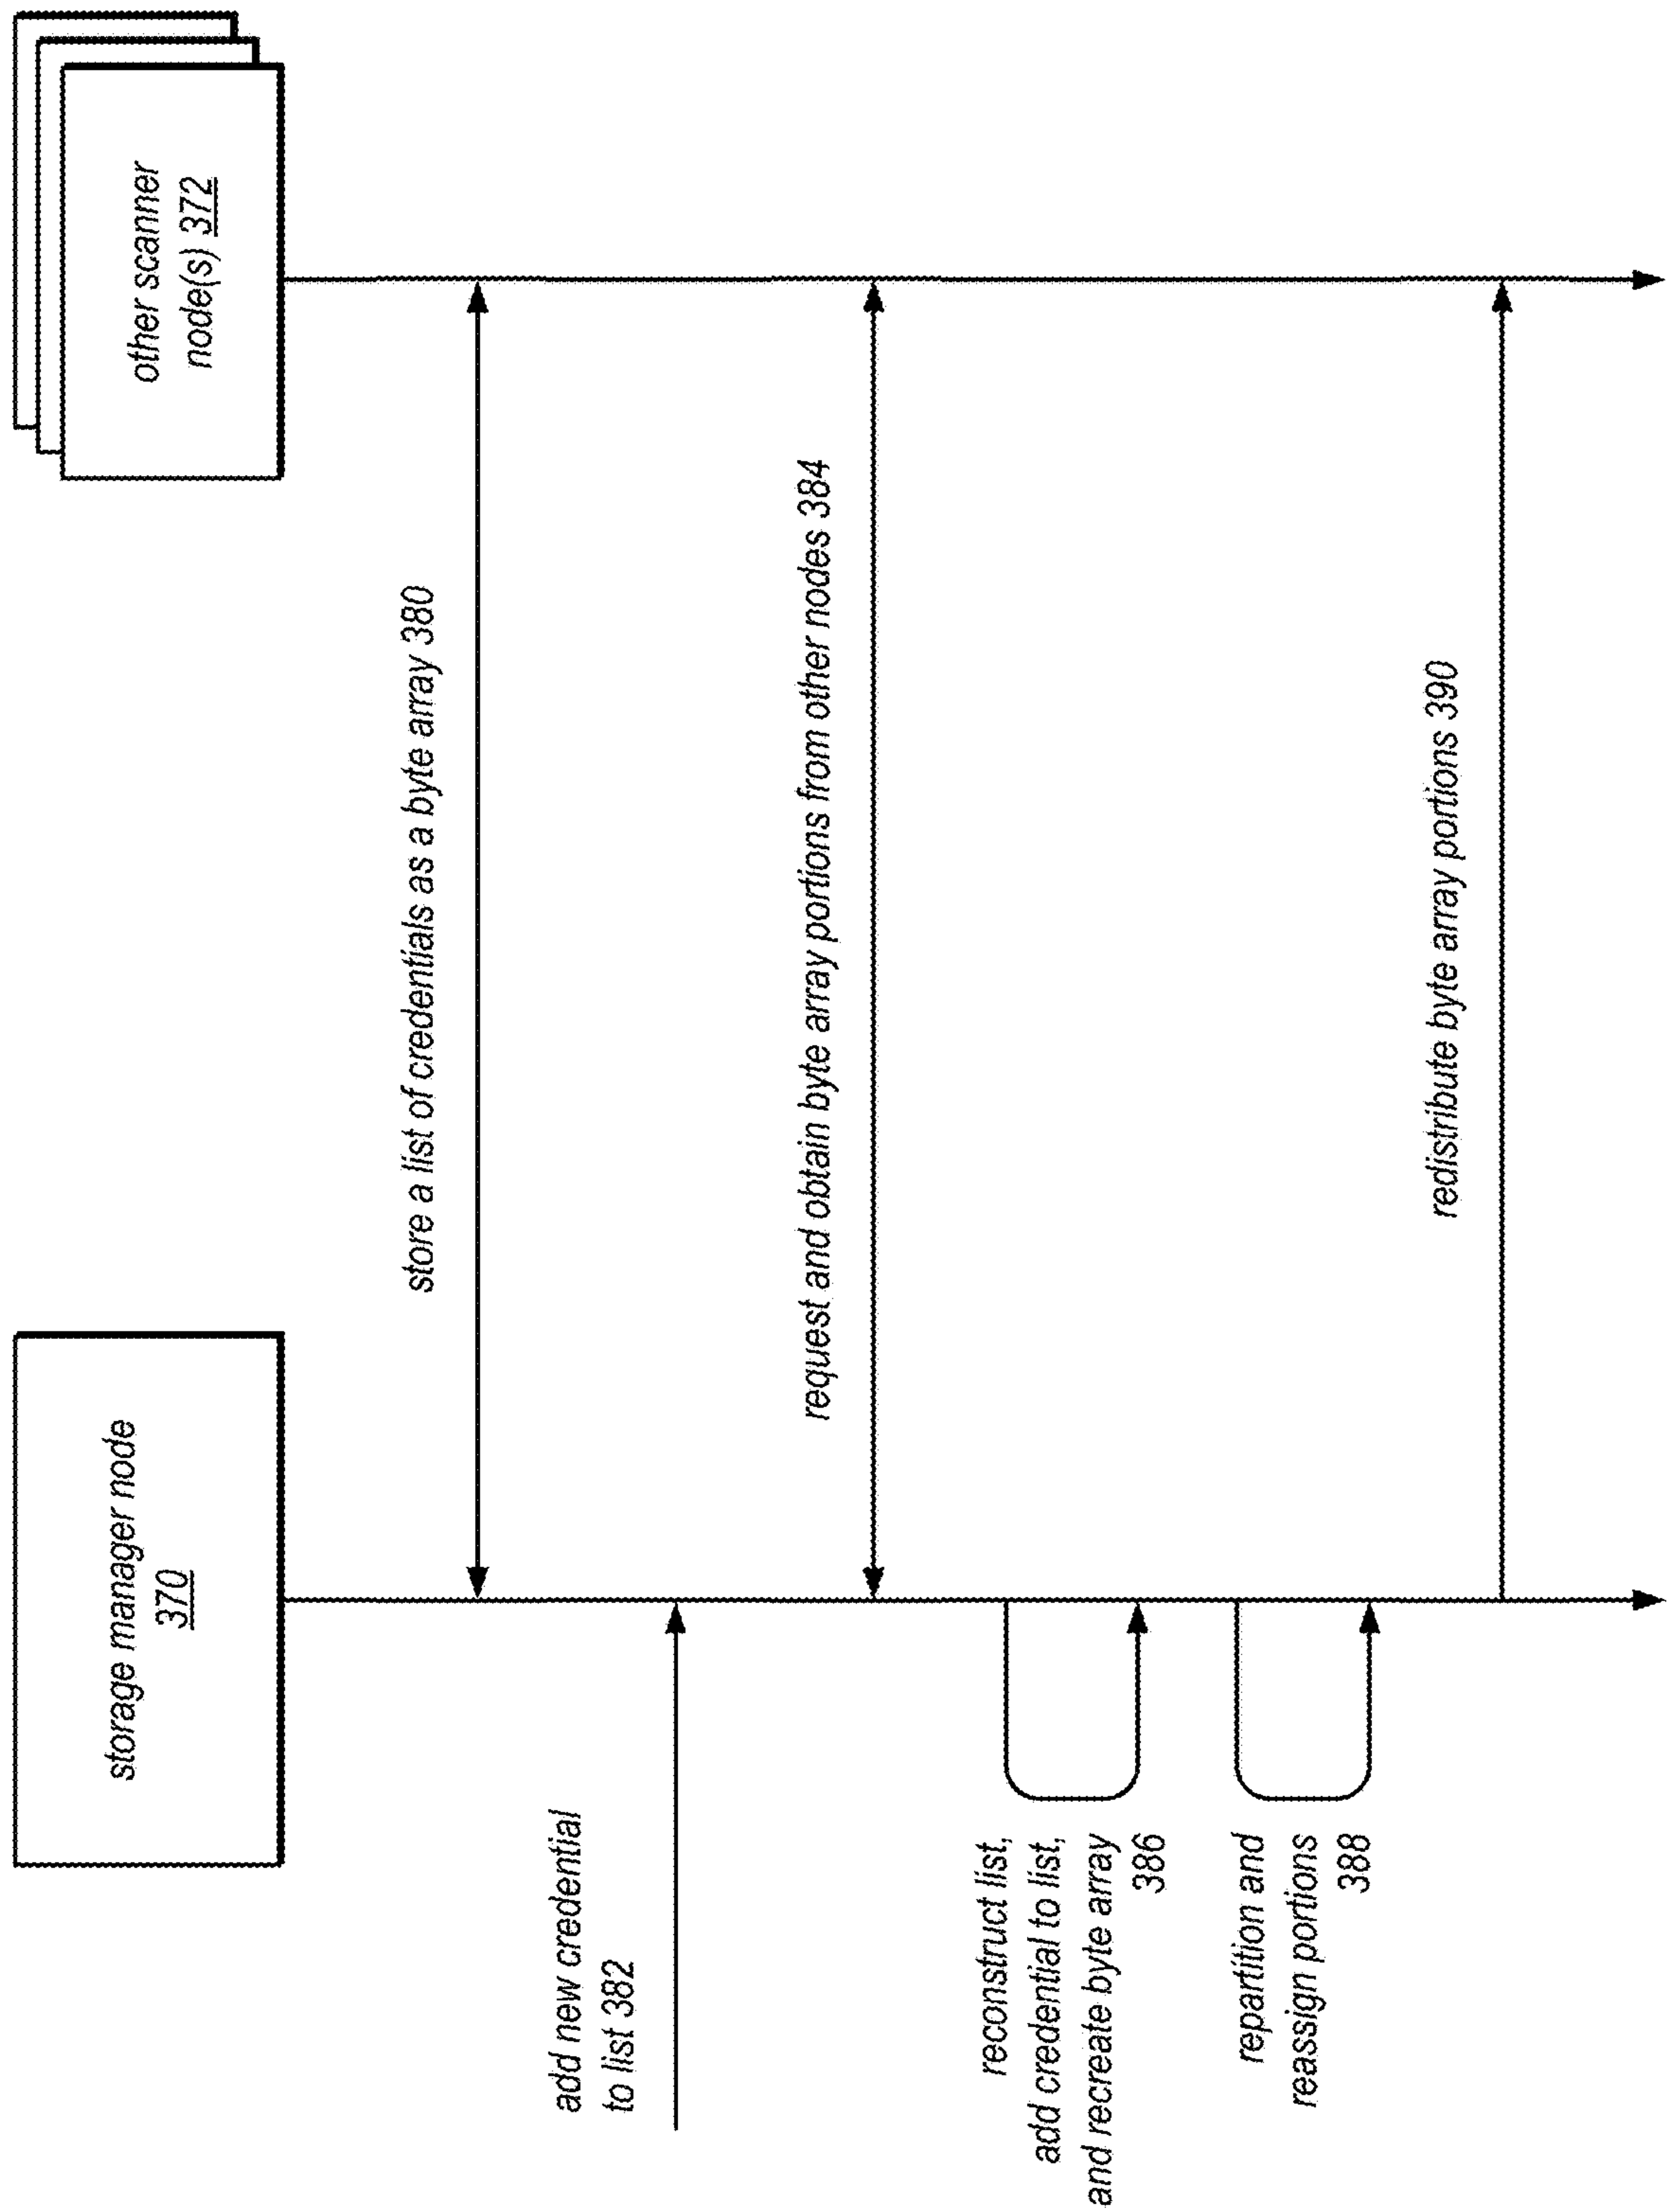 storage manager node
370
other scanner
node(s) 372
store a list of credentials as a byte array 380
add new credential
to list 382
request and obtain byte array portions from other nodes 384
reconstruct list,
add credential to list,
and recreate byte array
386
repartition and
reassign portions
388
redistribute byte array portions 390